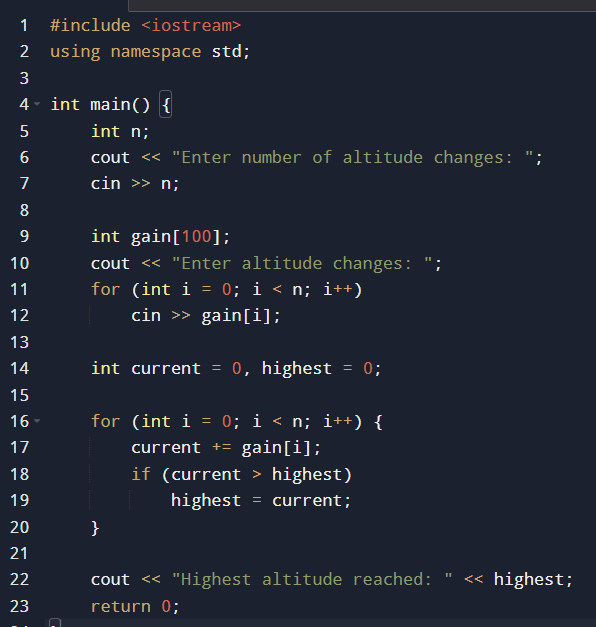 1 #include <iostream>
2 using namespace std;
3
4 int main() {
5     int n;
6     cout << "Enter number of altitude changes: ";
7     cin >> n;
8
9     int gain[100];
10     cout << "Enter altitude changes: ";
11     for (int i = 0; i < n; i++)
12         cin >> gain[i];
13
14     int current = 0, highest = 0;
15
16     for (int i = 0; i < n; i++) {
17         current += gain[i];
18         if (current > highest)
19             highest = current;
20     }
21
22     cout << "Highest altitude reached: " << highest;
23     return 0;